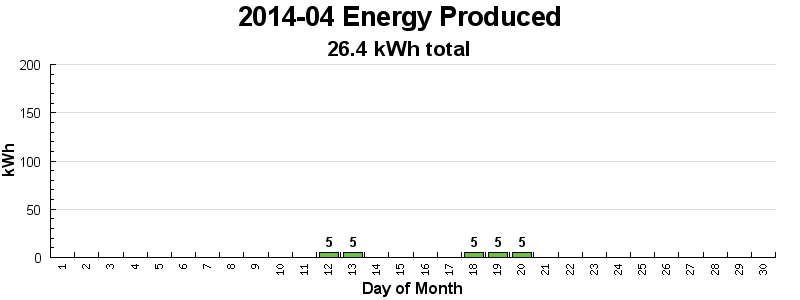 2014-04 Energy Produced
26.4 kWh total
kWh
200
150
100
50
0
5 5 5 5 5
1 2 3 4 5 6 7 8 9 10 11 12 13 14 15 16 17 18 19 20 21 22 23 24 25 26 27 28 29 30
Day of Month